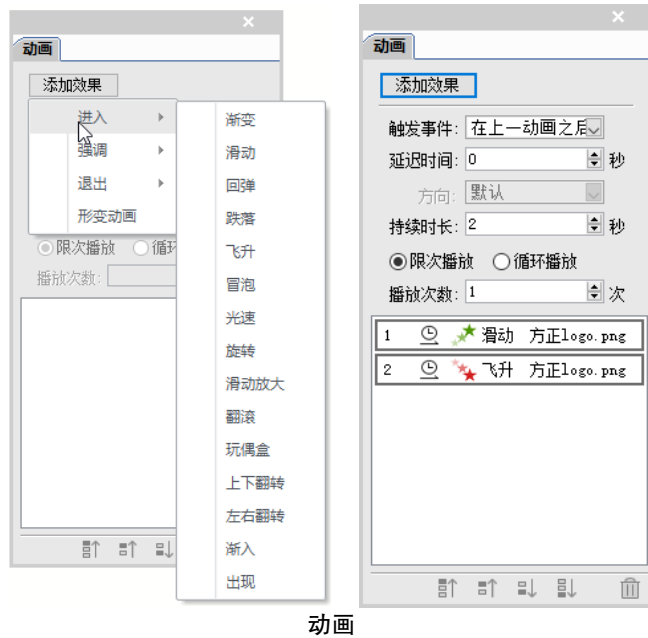 动画
添加效果
进入
强调
退出
形变动画
限次播放
播放次数:
渐变
滑动
回弹
跌落
飞升
冒泡
光速
旋转
滑动放大
翻滚
玩偶盒
上下翻转
左右翻转
渐入
出现
动画
添加效果
触发事件: 在上一动画之后
延迟时间: 0 秒
方向: 默认
持续时长: 2 秒
限次播放 循环播放
播放次数: 1 次
1 滑动 方正logo.png
2 飞升 方正logo.png
动画